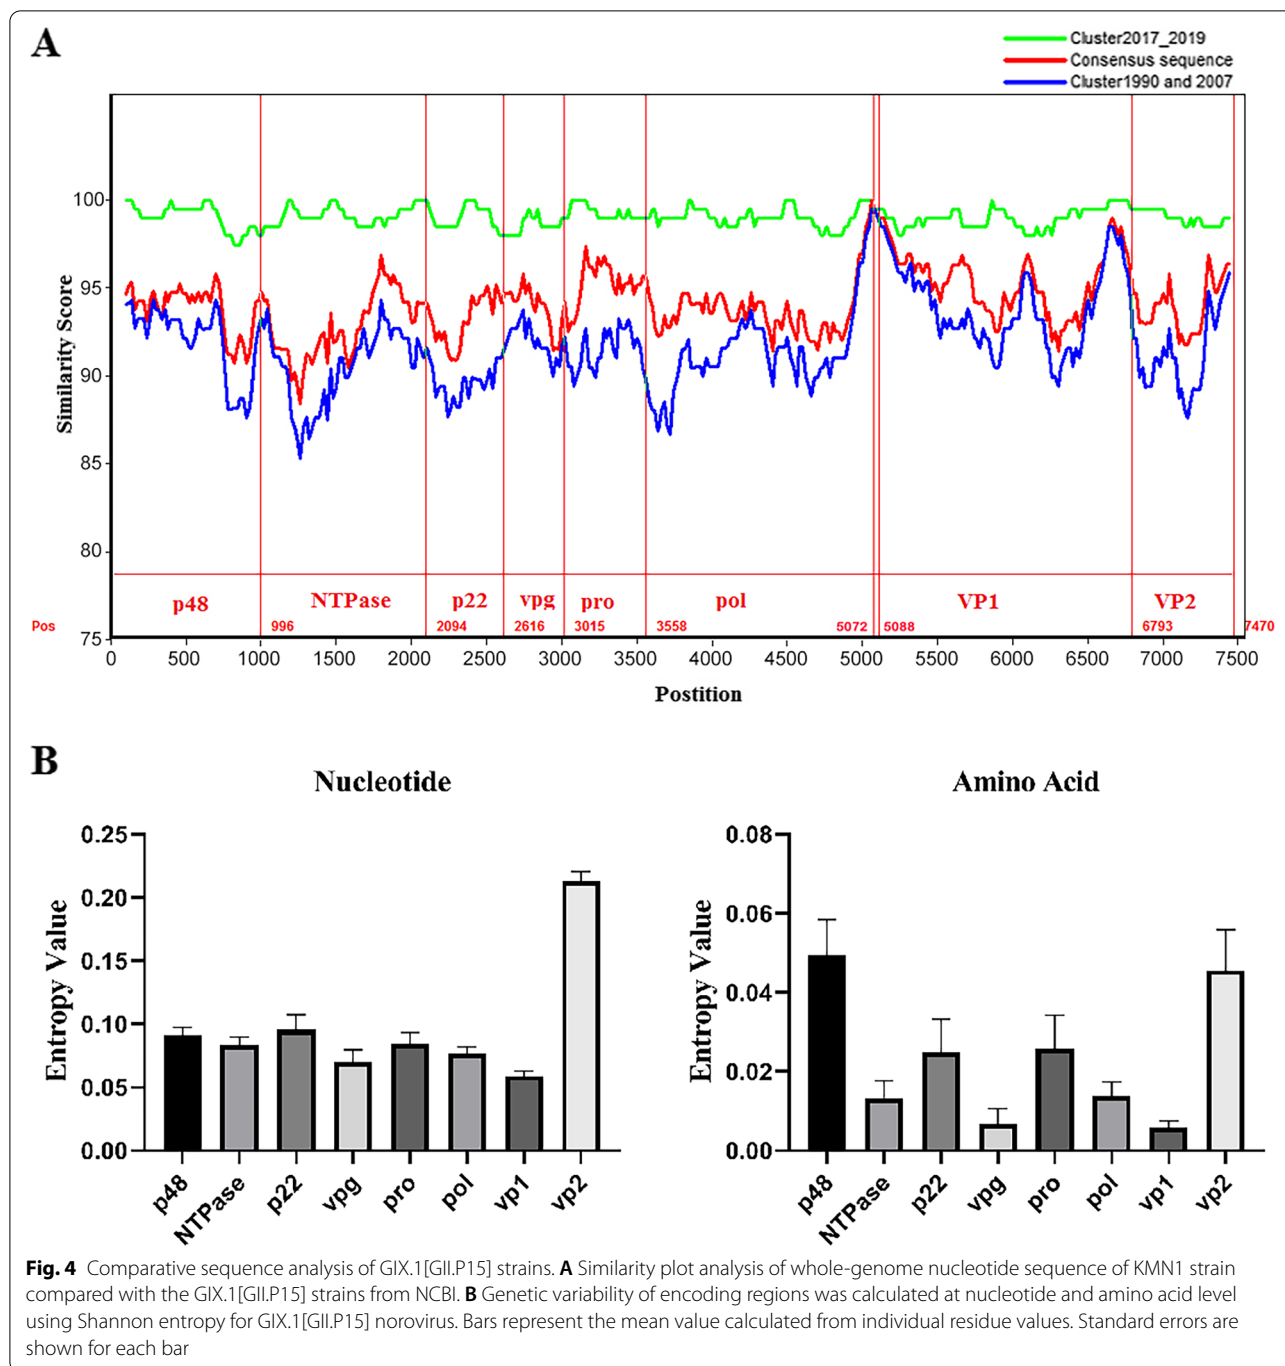 A
Cluster2017_2019
Consensus sequence
Cluster1990 and 2007
100
95
90
85
80
75
Similarity Score
p48 NTPase p22 vpg pro pol VP1 VP2
Pos 996 2094 2616 3015 3558 5072 5088 6793 7470
0 500 1000 1500 2000 2500 3000 3500 4000 4500 5000 5500 6000 6500 7000 7500
Postition
B
Nucleotide
0.25
0.20
0.15
0.10
0.05
0.00
Entropy Value
p48 NTPase p22 vpg pro pol vp1 vp2
Amino Acid
0.08
0.06
0.04
0.02
0.00
Entropy Value
p48 NTPase p22 vpg pro pol vp1 vp2
Fig. 4 Comparative sequence analysis of GIX.1[GII.P15] strains. A Similarity plot analysis of whole-genome nucleotide sequence of KMN1 strain
compared with the GIX.1[GII.P15] strains from NCBI. B Genetic variability of encoding regions was calculated at nucleotide and amino acid level
using Shannon entropy for GIX.1[GII.P15] norovirus. Bars represent the mean value calculated from individual residue values. Standard errors are
shown for each bar